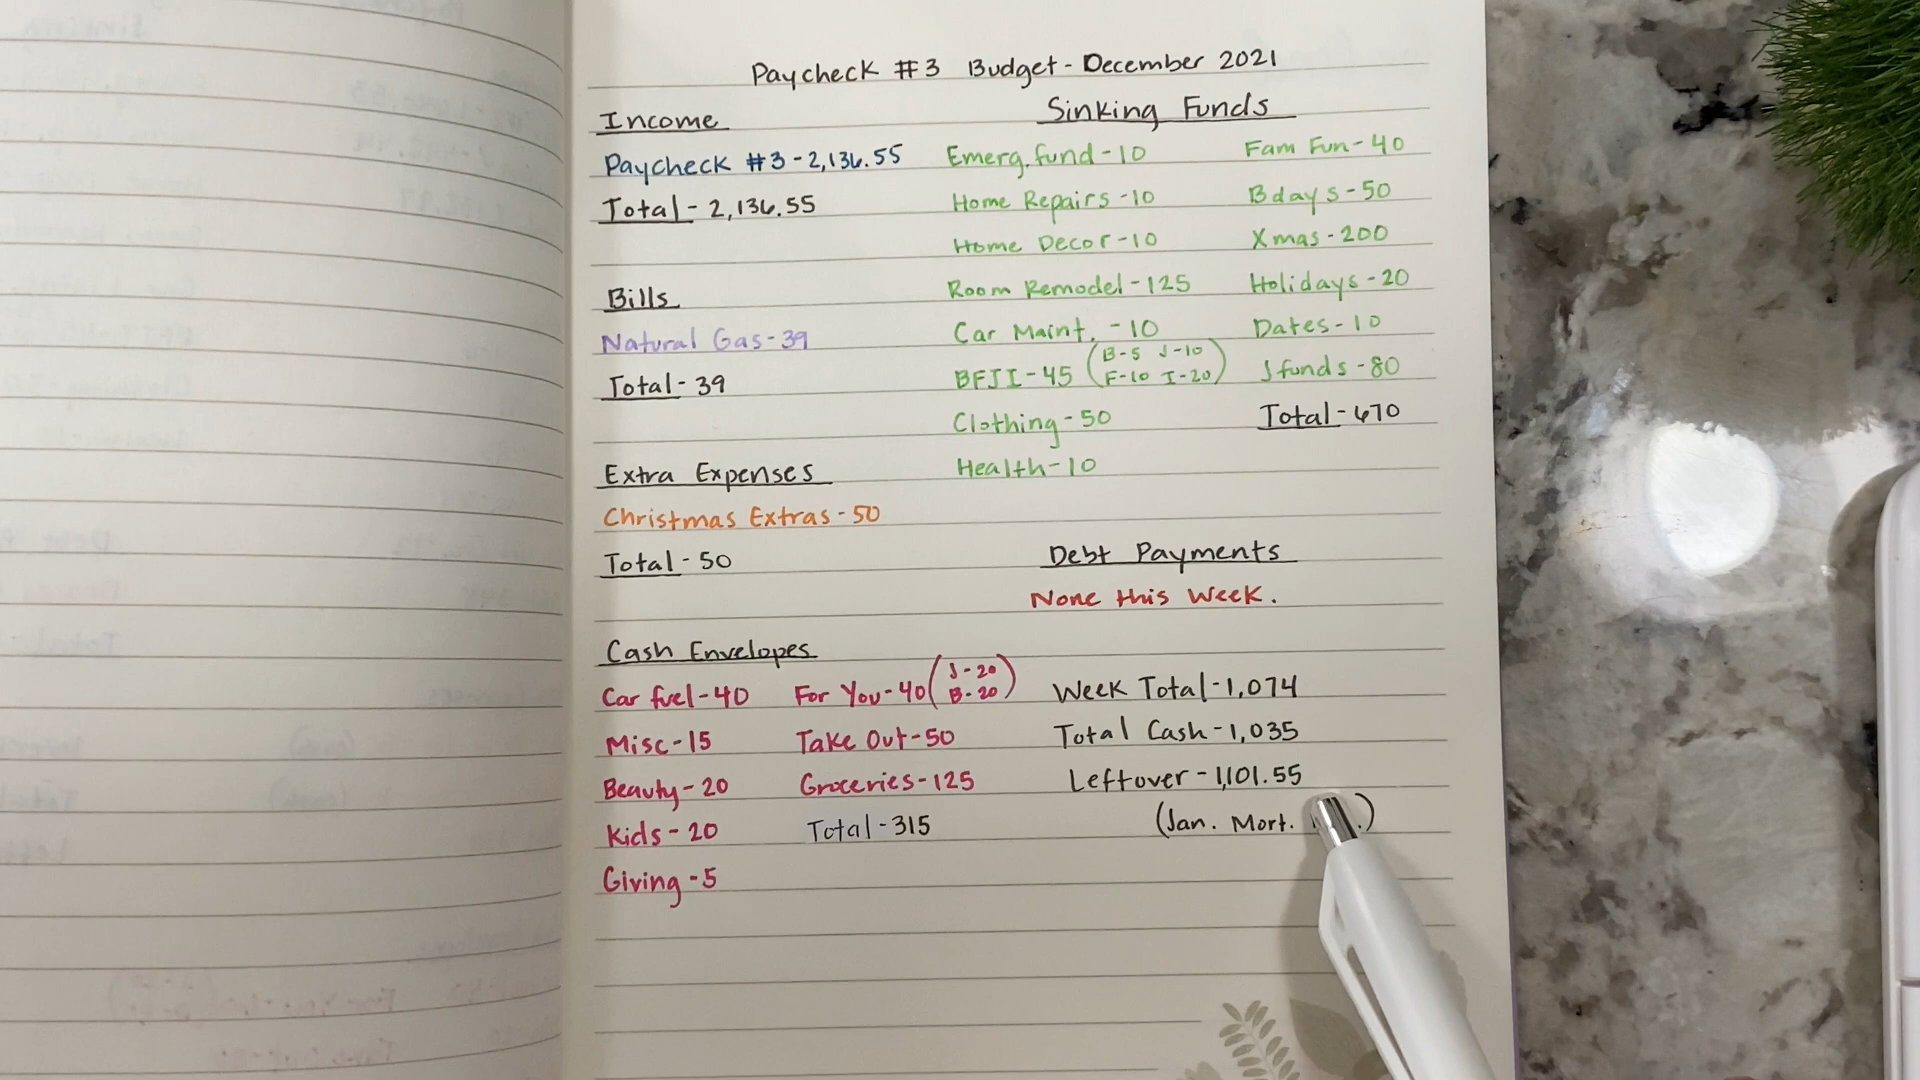 Paycheck #3 Budget - December 2021
Income
Paycheck #3 - 2,136.55
Total - 2,136.55
Bills
Natural Gas - 39
Total - 39
Extra Expenses
Christmas Extras - 50
Total - 50
Cash Envelopes
Car fuel - 40
Misc - 15
Beauty - 20
Kids - 20
Giving - 5
For You - 40 (J - 20 B - 20)
Take Out - 50
Groceries - 125
Total - 315
Sinking Funds
Emerg. fund - 10
Home Repairs - 10
Home Decor - 10
Room Remodel - 125
Car Maint. - 10
BFJI - 45 (B-5 J-10 F-10 I-20)
Clothing - 50
Health - 10
Fam Fun - 40
Bdays - 50
Xmas - 200
Holidays - 20
Dates - 10
J funds - 80
Total - 670
Debt Payments
None this week.
Week Total - 1,074
Total Cash - 1,035
Leftover - 1,101.55
(Jan. Mort.